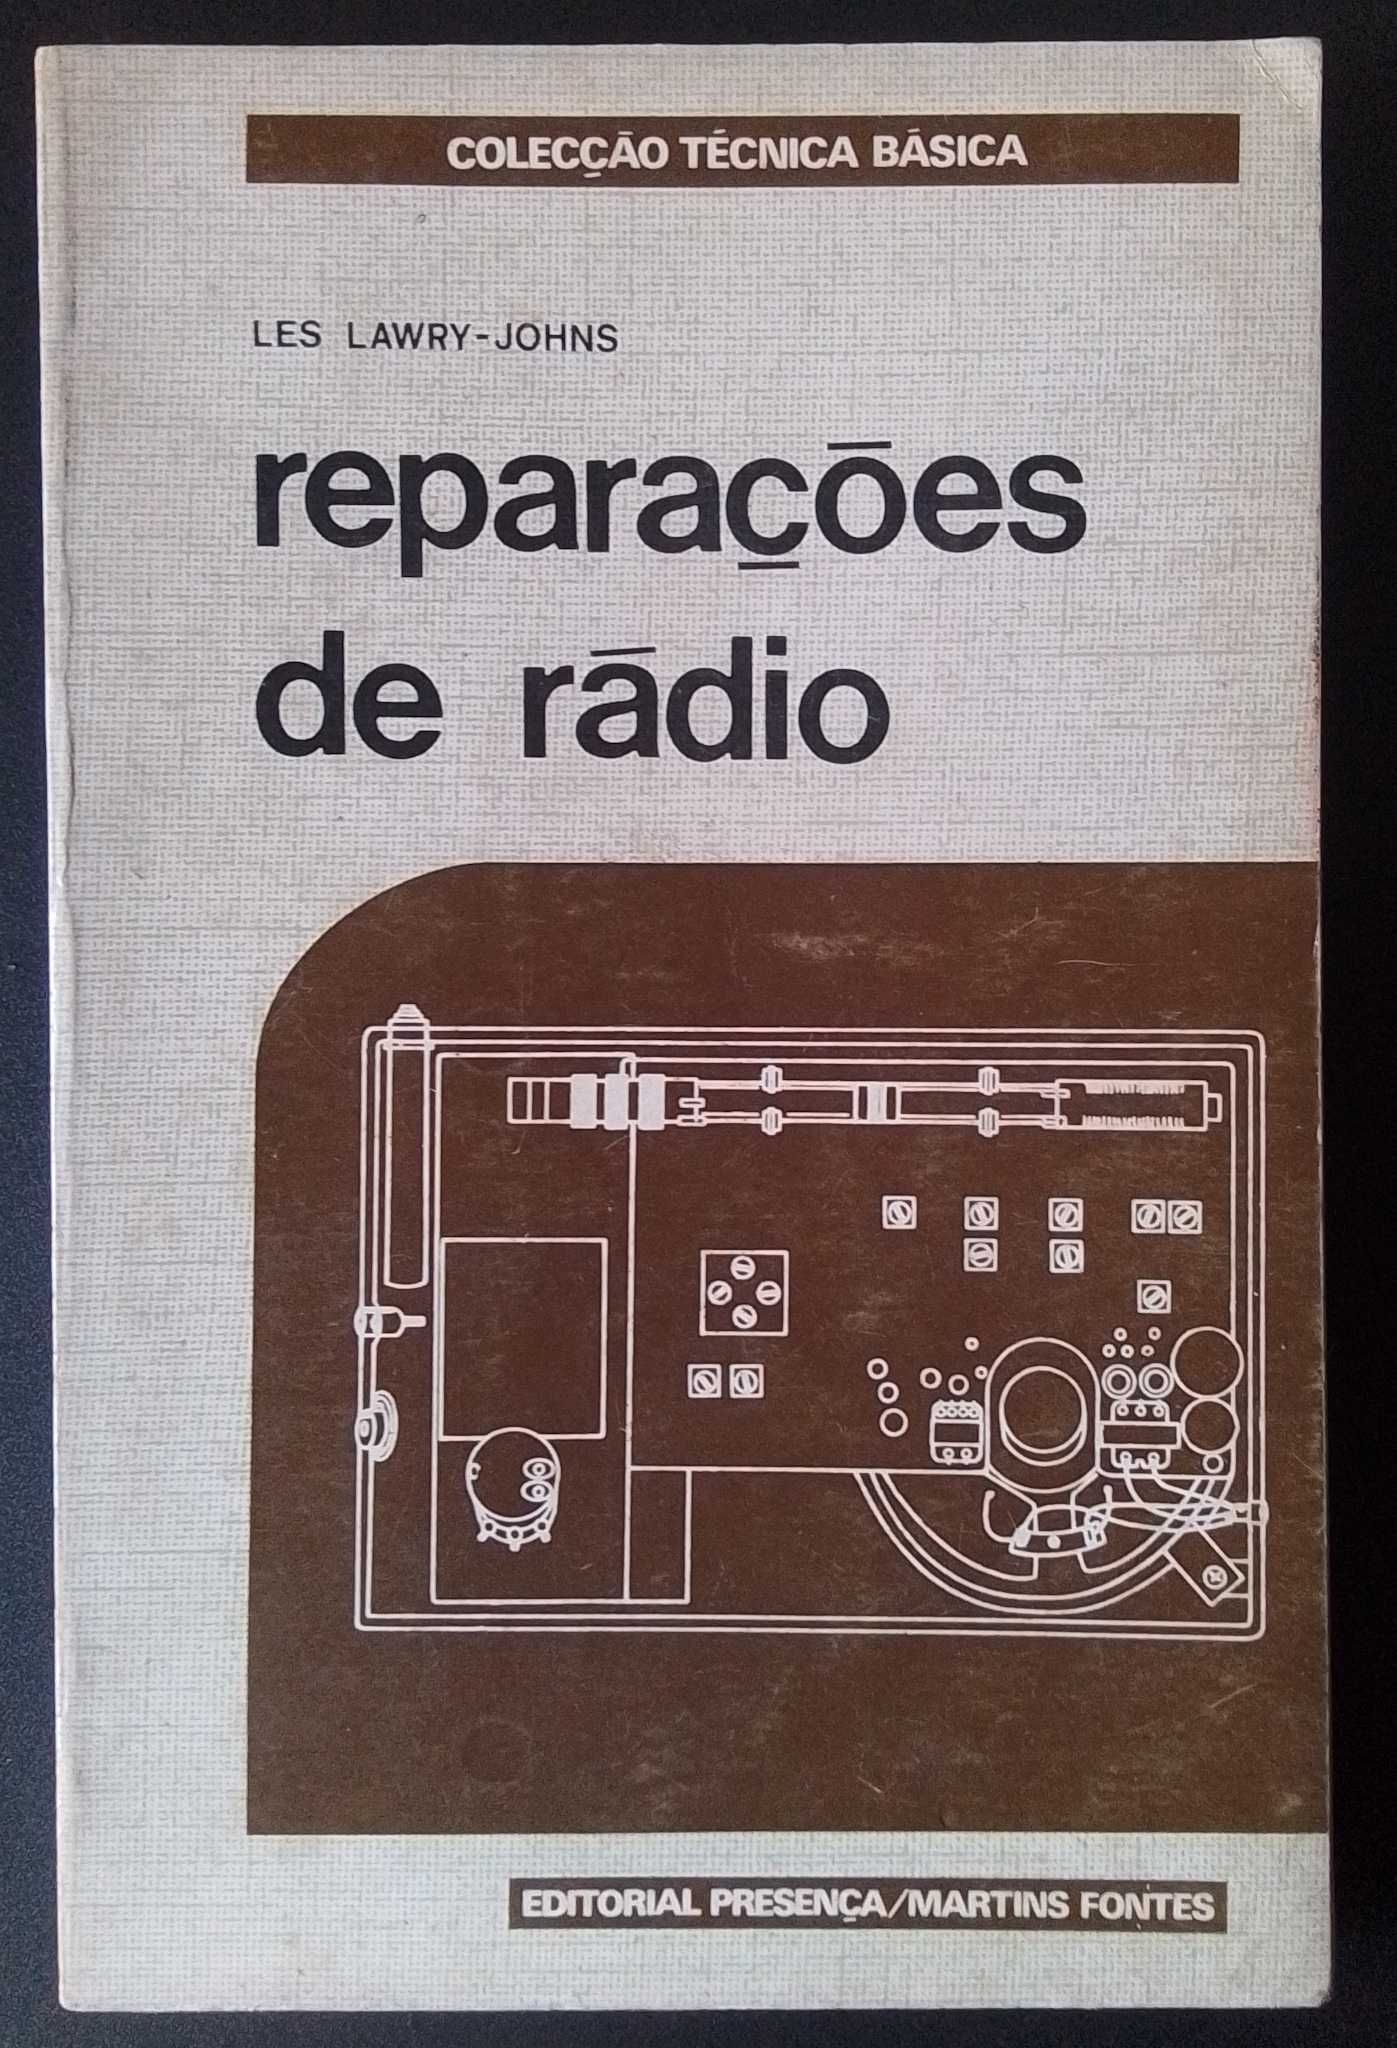 COLECÇÃO TÉCNICA BÁSICA
LES LAWRY-JOHNS
reparações
de rádio
EDITORIAL PRESENÇA/MARTINS FONTES